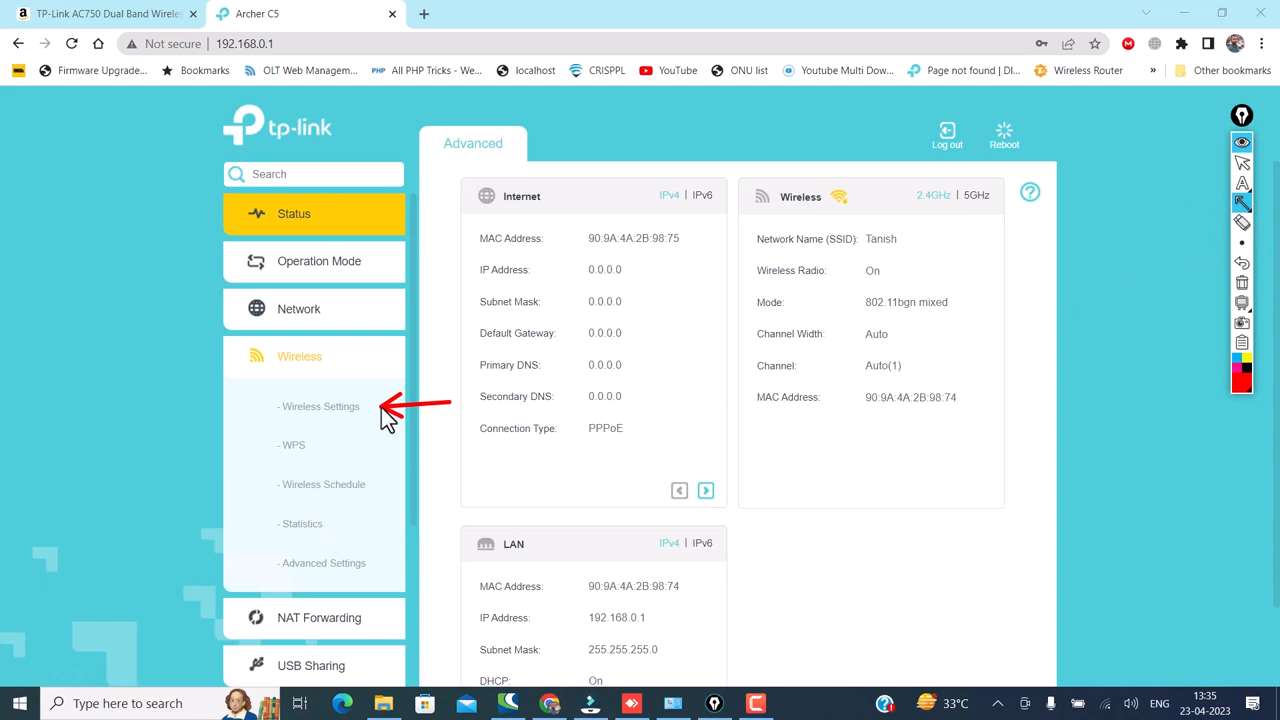 TP-Link AC750 Dual Band Wirele
Archer C5
Not secure | 192.168.0.1
Firmware Upgrade...
Bookmarks
OLT Web Managem...
PHP All PHP Tricks - We...
localhost
CRISPPL
YouTube
ONU list
Youtube Multi Dow...
Page not found | DI...
Wireless Router
»
Other bookmarks
tp-link
Advanced
Log out
Reboot
Search
Status
Operation Mode
Network
Wireless
- Wireless Settings
- WPS
- Wireless Schedule
- Statistics
- Advanced Settings
NAT Forwarding
USB Sharing
Internet IPv4 | IPv6
MAC Address: 90:9A:4A:2B:98:75
IP Address: 0.0.0.0
Subnet Mask: 0.0.0.0
Default Gateway: 0.0.0.0
Primary DNS: 0.0.0.0
Secondary DNS: 0.0.0.0
Connection Type: PPPoE
Wireless 2.4GHz | 5GHz
Network Name (SSID): Tanish
Wireless Radio: On
Mode: 802.11bgn mixed
Channel Width: Auto
Channel: Auto(1)
MAC Address: 90:9A:4A:2B:98:74
LAN IPv4 | IPv6
MAC Address: 90:9A:4A:2B:98:74
IP Address: 192.168.0.1
Subnet Mask: 255.255.255.0
DHCP: On
Type here to search
33°C
ENG
13:35
23-04-2023